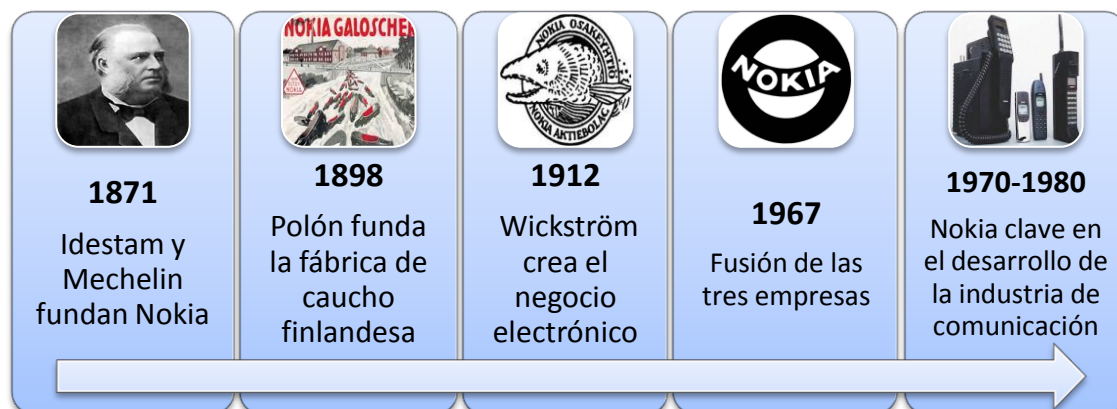 NOKIA GALOSCHER
NOKIA
NOKIA OSAKEYHTIÖ
NOKIA AKTIEBOLAG
NOKIA
1871
Idestam y
Mechelin
fundan Nokia
1898
Polón funda
la fábrica de
caucho
finlandesa
1912
Wickström
crea el
negocio
electrónico
1967
Fusión de las
tres empresas
1970-1980
Nokia clave en
el desarrollo de
la industria de
comunicación